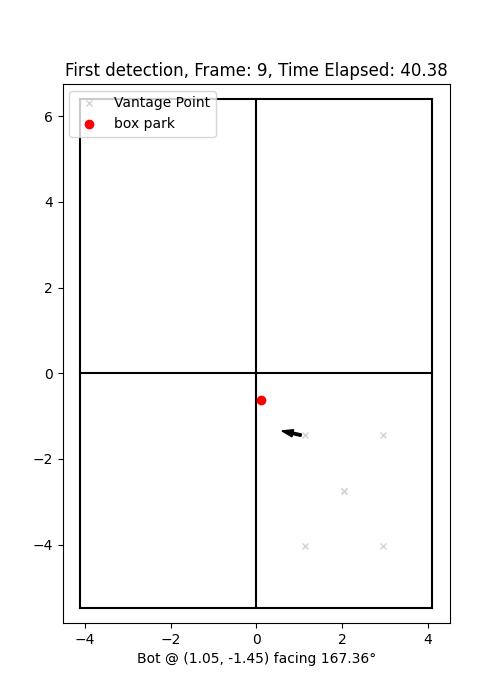 First detection, Frame: 9, Time Elapsed: 40.38
Vantage Point
box park
6
4
2
0
−2
−4
−4
−2
0
2
4
Bot @ (1.05, -1.45) facing 167.36°